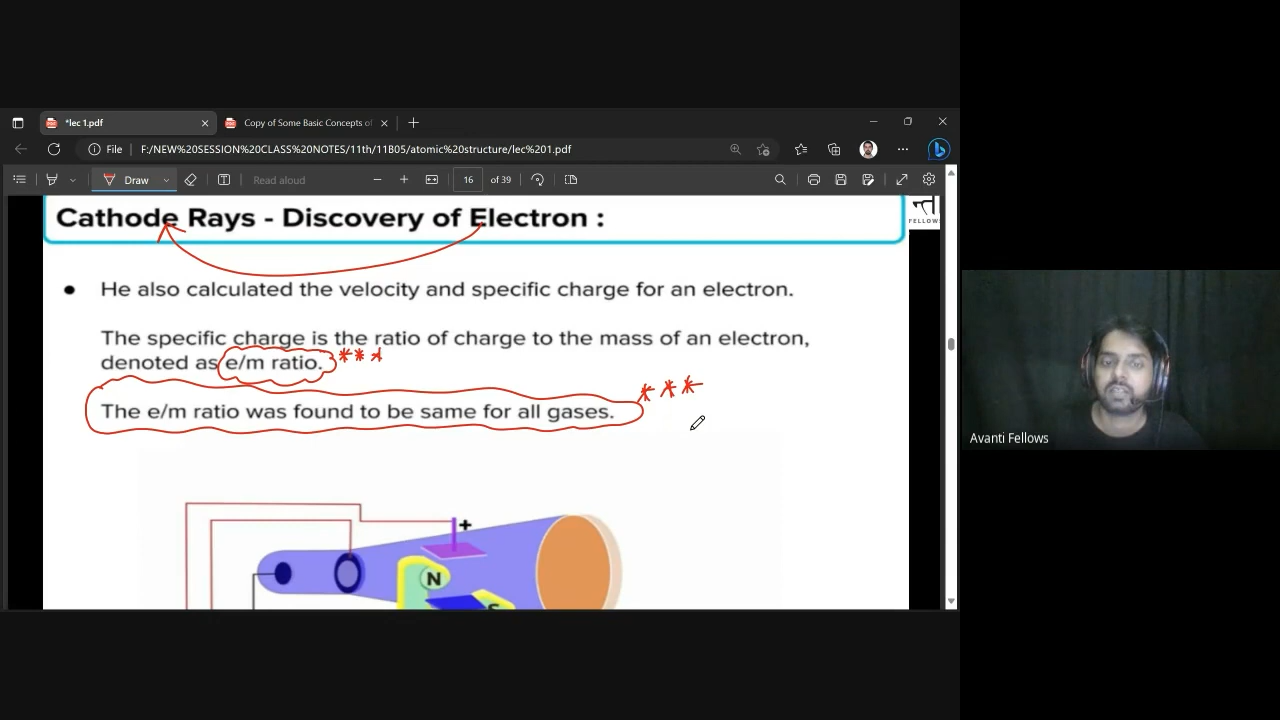 *lec 1.pdf
Copy of Some Basic Concepts of
File F:/NEW%20SESSION%20CLASS%20NOTES/11th/11B05/atomic%20structure/lec%201.pdf
Draw Read aloud 16 of 39
Cathode Rays - Discovery of Electron :
FELLOW
He also calculated the velocity and specific charge for an electron.
The specific charge is the ratio of charge to the mass of an electron,
denoted as e/m ratio. ***
The e/m ratio was found to be same for all gases. ***
+
N
S
Avanti Fellows